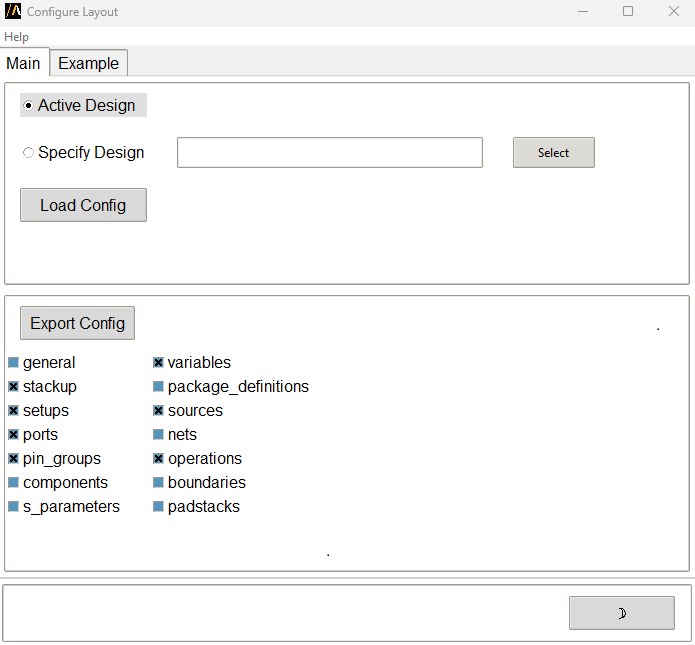 Configure Layout
Help
Main Example
Active Design
Specify Design Select
Load Config
Export Config
general variables
stackup package_definitions
setups sources
ports nets
pin_groups operations
components boundaries
s_parameters padstacks